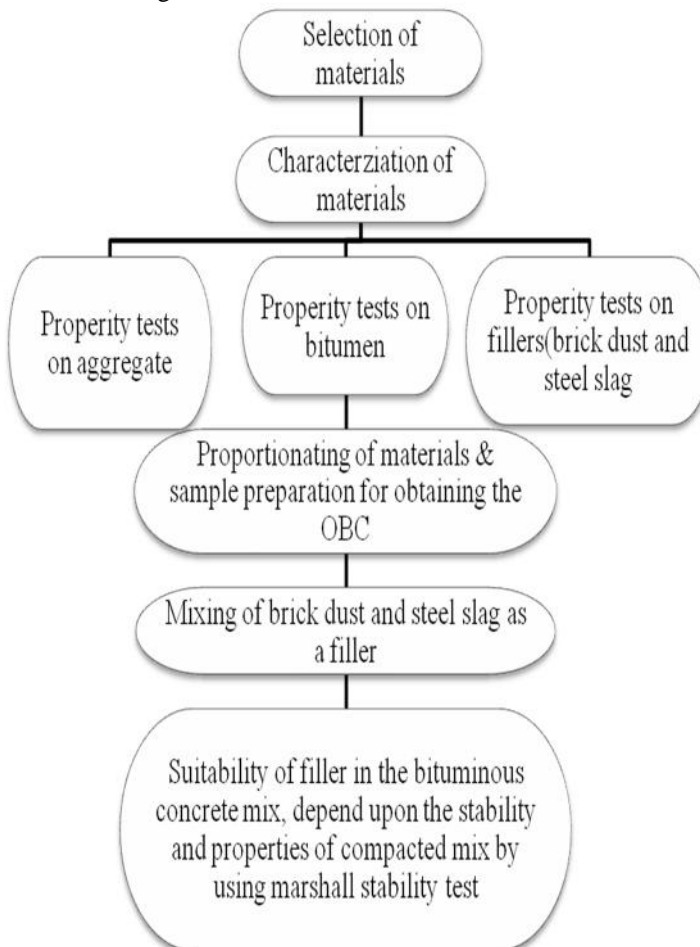 Selection of
materials
Characterziation of
materials
Properity tests
on aggregate
Properity tests on
bitumen
Properity tests on
fillers(brick dust and
steel slag
Proportionating of materials &
sample preparation for obtaining the
OBC
Mixing of brick dust and steel slag as
a filler
Suitability of filler in the bituminous
concrete mix, depend upon the stability
and properties of compacted mix by
using marshall stability test